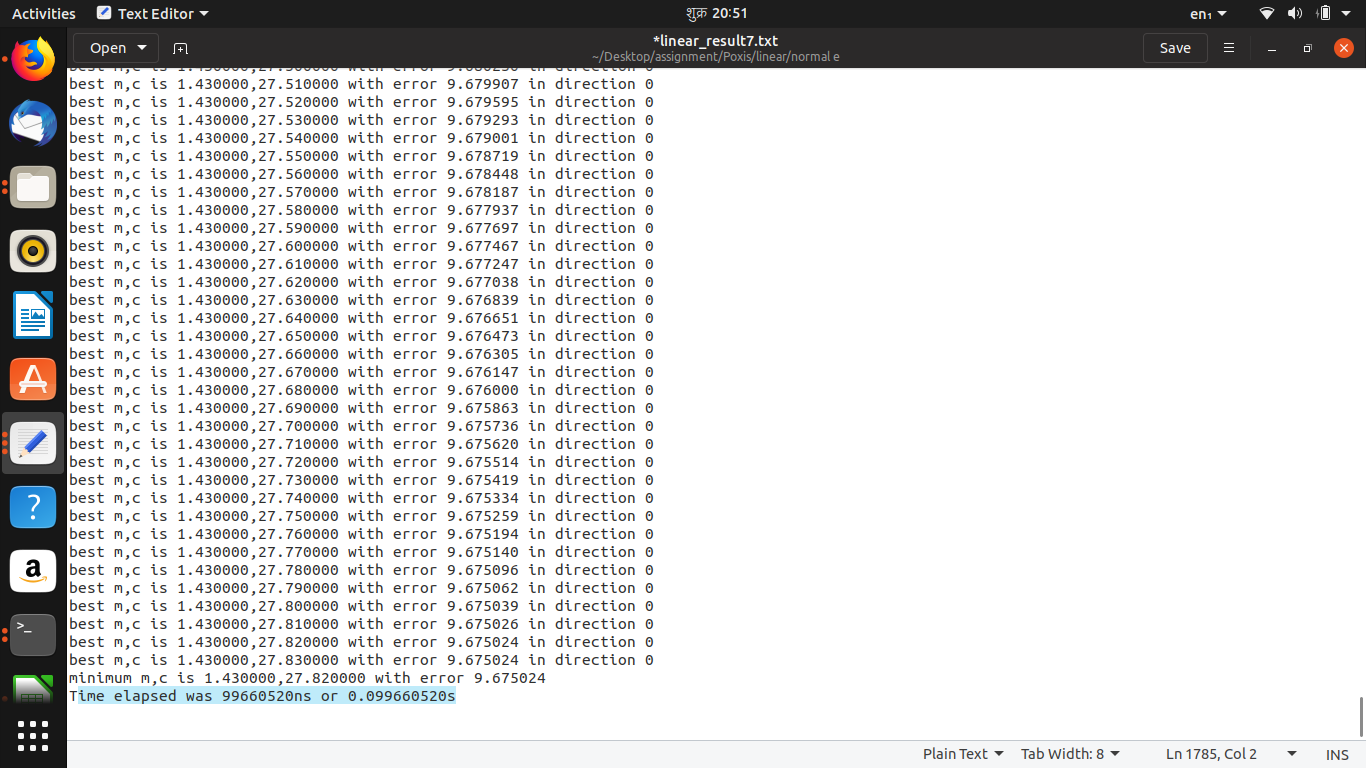 Activities Text Editor शुक्र 20:51 en₁
Open *linear_result7.txt Save
~/Desktop/assignment/Poxis/linear/normal e
best m,c is 1.430000,27.510000 with error 9.679907 in direction 0
best m,c is 1.430000,27.520000 with error 9.679595 in direction 0
best m,c is 1.430000,27.530000 with error 9.679293 in direction 0
best m,c is 1.430000,27.540000 with error 9.679001 in direction 0
best m,c is 1.430000,27.550000 with error 9.678719 in direction 0
best m,c is 1.430000,27.560000 with error 9.678448 in direction 0
best m,c is 1.430000,27.570000 with error 9.678187 in direction 0
best m,c is 1.430000,27.580000 with error 9.677937 in direction 0
best m,c is 1.430000,27.590000 with error 9.677697 in direction 0
best m,c is 1.430000,27.600000 with error 9.677467 in direction 0
best m,c is 1.430000,27.610000 with error 9.677247 in direction 0
best m,c is 1.430000,27.620000 with error 9.677038 in direction 0
best m,c is 1.430000,27.630000 with error 9.676839 in direction 0
best m,c is 1.430000,27.640000 with error 9.676651 in direction 0
best m,c is 1.430000,27.650000 with error 9.676473 in direction 0
best m,c is 1.430000,27.660000 with error 9.676305 in direction 0
best m,c is 1.430000,27.670000 with error 9.676147 in direction 0
best m,c is 1.430000,27.680000 with error 9.676000 in direction 0
best m,c is 1.430000,27.690000 with error 9.675863 in direction 0
best m,c is 1.430000,27.700000 with error 9.675736 in direction 0
best m,c is 1.430000,27.710000 with error 9.675620 in direction 0
best m,c is 1.430000,27.720000 with error 9.675514 in direction 0
best m,c is 1.430000,27.730000 with error 9.675419 in direction 0
best m,c is 1.430000,27.740000 with error 9.675334 in direction 0
best m,c is 1.430000,27.750000 with error 9.675259 in direction 0
best m,c is 1.430000,27.760000 with error 9.675194 in direction 0
best m,c is 1.430000,27.770000 with error 9.675140 in direction 0
best m,c is 1.430000,27.780000 with error 9.675096 in direction 0
best m,c is 1.430000,27.790000 with error 9.675062 in direction 0
best m,c is 1.430000,27.800000 with error 9.675039 in direction 0
best m,c is 1.430000,27.810000 with error 9.675026 in direction 0
best m,c is 1.430000,27.820000 with error 9.675024 in direction 0
best m,c is 1.430000,27.830000 with error 9.675024 in direction 0
minimum m,c is 1.430000,27.820000 with error 9.675024
Time elapsed was 99660520ns or 0.099660520s
Plain Text Tab Width: 8 Ln 1785, Col 2 INS